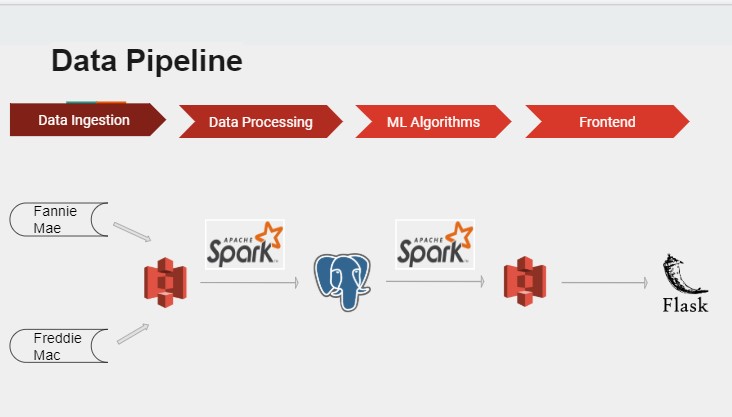 Data Pipeline
Data Ingestion
Data Processing
ML Algorithms
Frontend
Fannie
Mae
APACHE
Spark
APACHE
Spark
Flask
Freddie
Mac